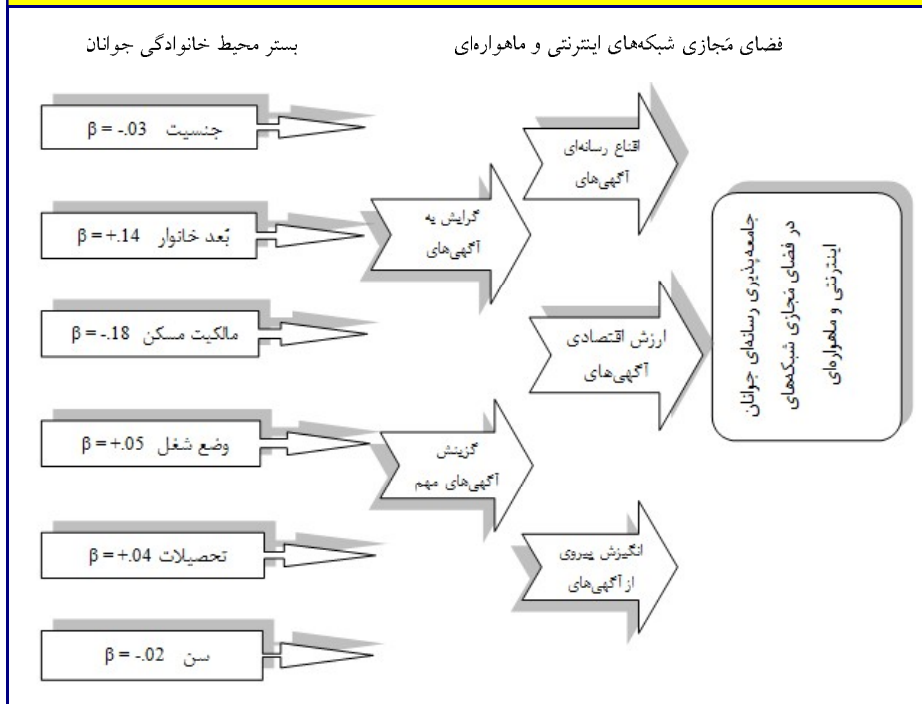 فضای مَجازی شبکه‌های اینترنتی و ماهواره‌ای
بستر محیط خانوادگی جوانان
جامعه‌پذیری رسانه‌ای جوانان
در فضای مَجازی شبکه‌های
اینترنتی و ماهواره‌ای
اقناع رسانه‌ای
آگهی‌های
ارزش اقتصادی
آگهی‌های
انگیزش پیروی
از آگهی‌های
گرایش یه
آگهی‌های
گزینش
آگهی‌های مهم
جنسیت β = -.03
بّعد خانوار β = +.14
مالکیت مسکن β = -.18
وضع شغل β = +.05
تحصیلات β = +.04
سن β = -.02